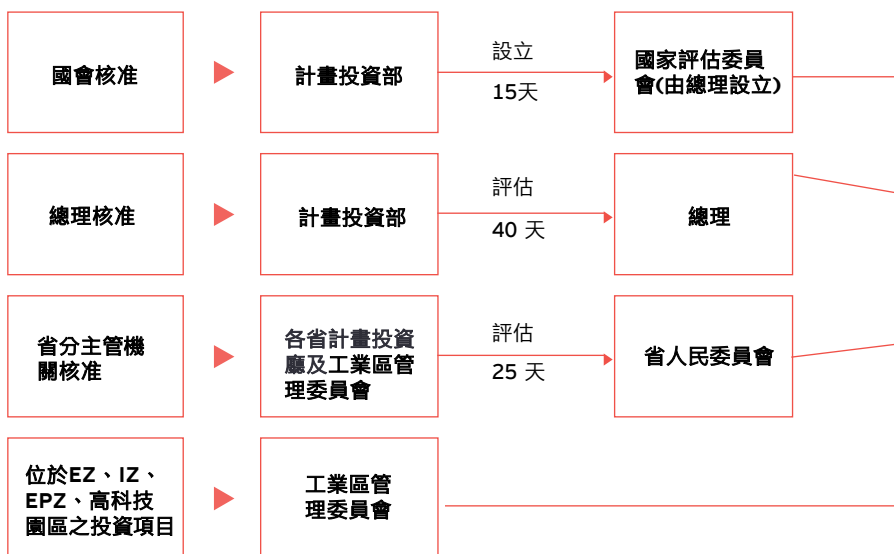 國會核准
計畫投資部
設立
15天
國家評估委員
會(由總理設立)
總理核准
計畫投資部
評估
40 天
總理
省分主管機
關核准
各省計畫投資
廳及工業區管
理委員會
評估
25 天
省人民委員會
位於EZ、IZ、
EPZ、高科技
園區之投資項目
工業區管
理委員會